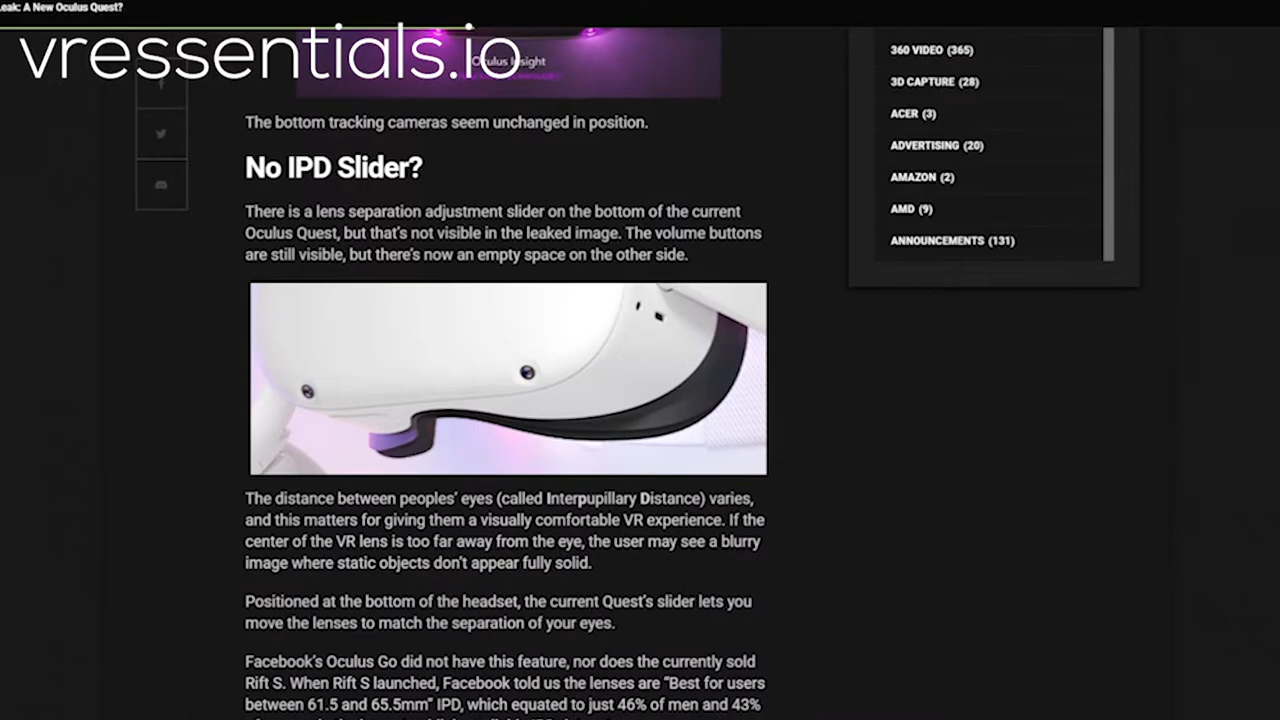 Leak: A New Oculus Quest?
vressentials.io
Oculus Insight
The bottom tracking cameras seem unchanged in position.
No IPD Slider?
There is a lens separation adjustment slider on the bottom of the current
Oculus Quest, but that's not visible in the leaked image. The volume buttons
are still visible, but there's now an empty space on the other side.
The distance between peoples' eyes (called Interpupillary Distance) varies,
and this matters for giving them a visually comfortable VR experience. If the
center of the VR lens is too far away from the eye, the user may see a blurry
image where static objects don't appear fully solid.
Positioned at the bottom of the headset, the current Quest's slider lets you
move the lenses to match the separation of your eyes.
Facebook's Oculus Go did not have this feature, nor does the currently sold
Rift S. When Rift S launched, Facebook told us the lenses are “Best for users
between 61.5 and 65.5mm” IPD, which equated to just 46% of men and 43%
360 VIDEO (365)
3D CAPTURE (28)
ACER (3)
ADVERTISING (20)
AMAZON (2)
AMD (9)
ANNOUNCEMENTS (131)